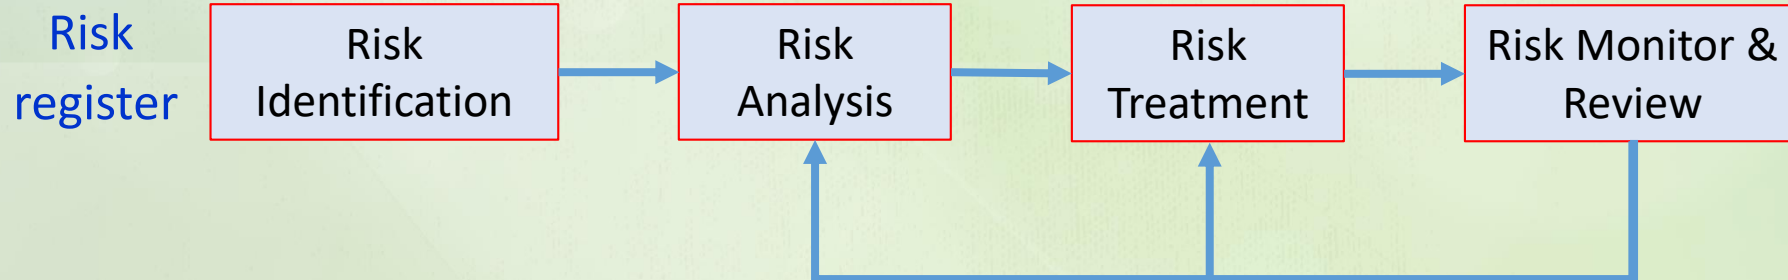 Risk
register
Risk
Identification
Risk
Analysis
Risk
Treatment
Risk Monitor &
Review